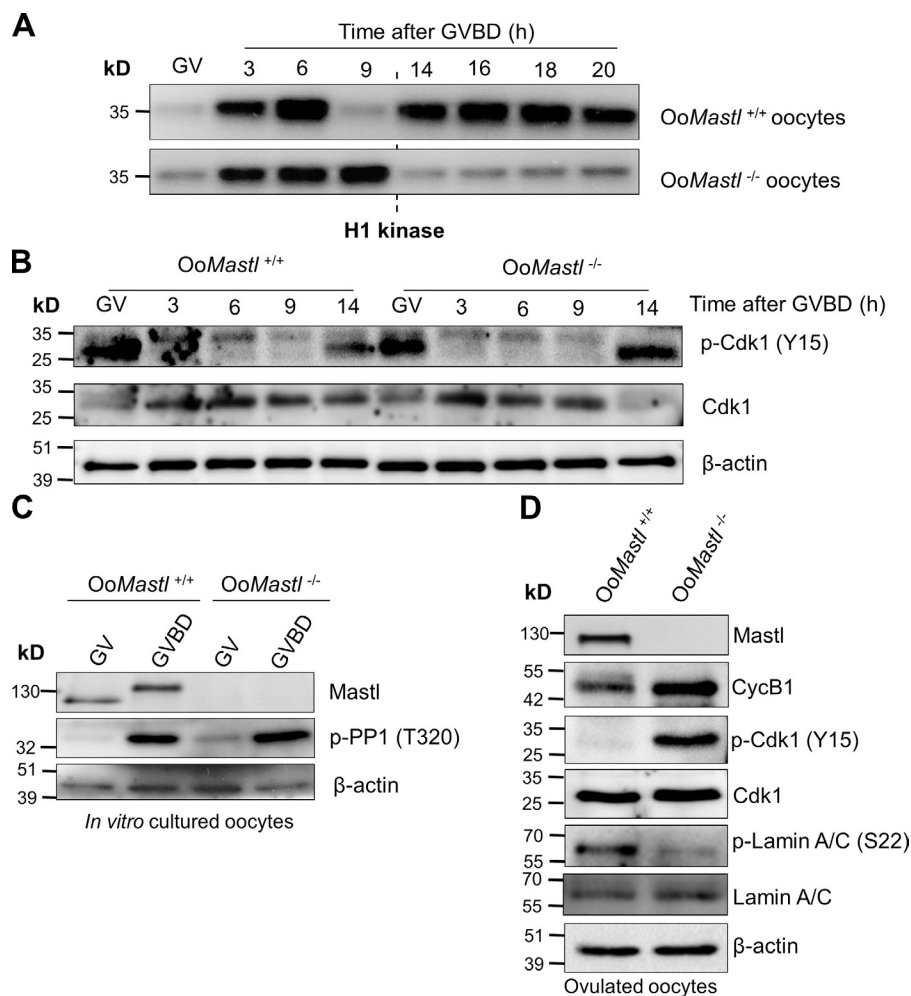 A
Time after GVBD (h)
kD GV 3 6 9 14 16 18 20
35 OoMastl +/+ oocytes
35 OoMastl -/- oocytes
H1 kinase
B
OoMastl +/+ OoMastl -/-
kD GV 3 6 9 14 GV 3 6 9 14 Time after GVBD (h)
35
25
p-Cdk1 (Y15)
35
25
Cdk1
51
39
β-actin
C
OoMastl +/+ OoMastl -/-
kD GV GVBD GV GVBD
130 Mastl
32 p-PP1 (T320)
51
39
β-actin
In vitro cultured oocytes
D
kD OoMastl +/+ OoMastl -/-
130 Mastl
55
42
CycB1
35
25
p-Cdk1 (Y15)
35
25
Cdk1
70
55
p-Lamin A/C (S22)
70
55
Lamin A/C
51
39
β-actin
Ovulated oocytes